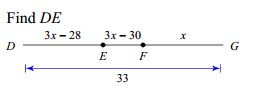 Find DE
3x – 28 3x – 30 x
D E F G
33